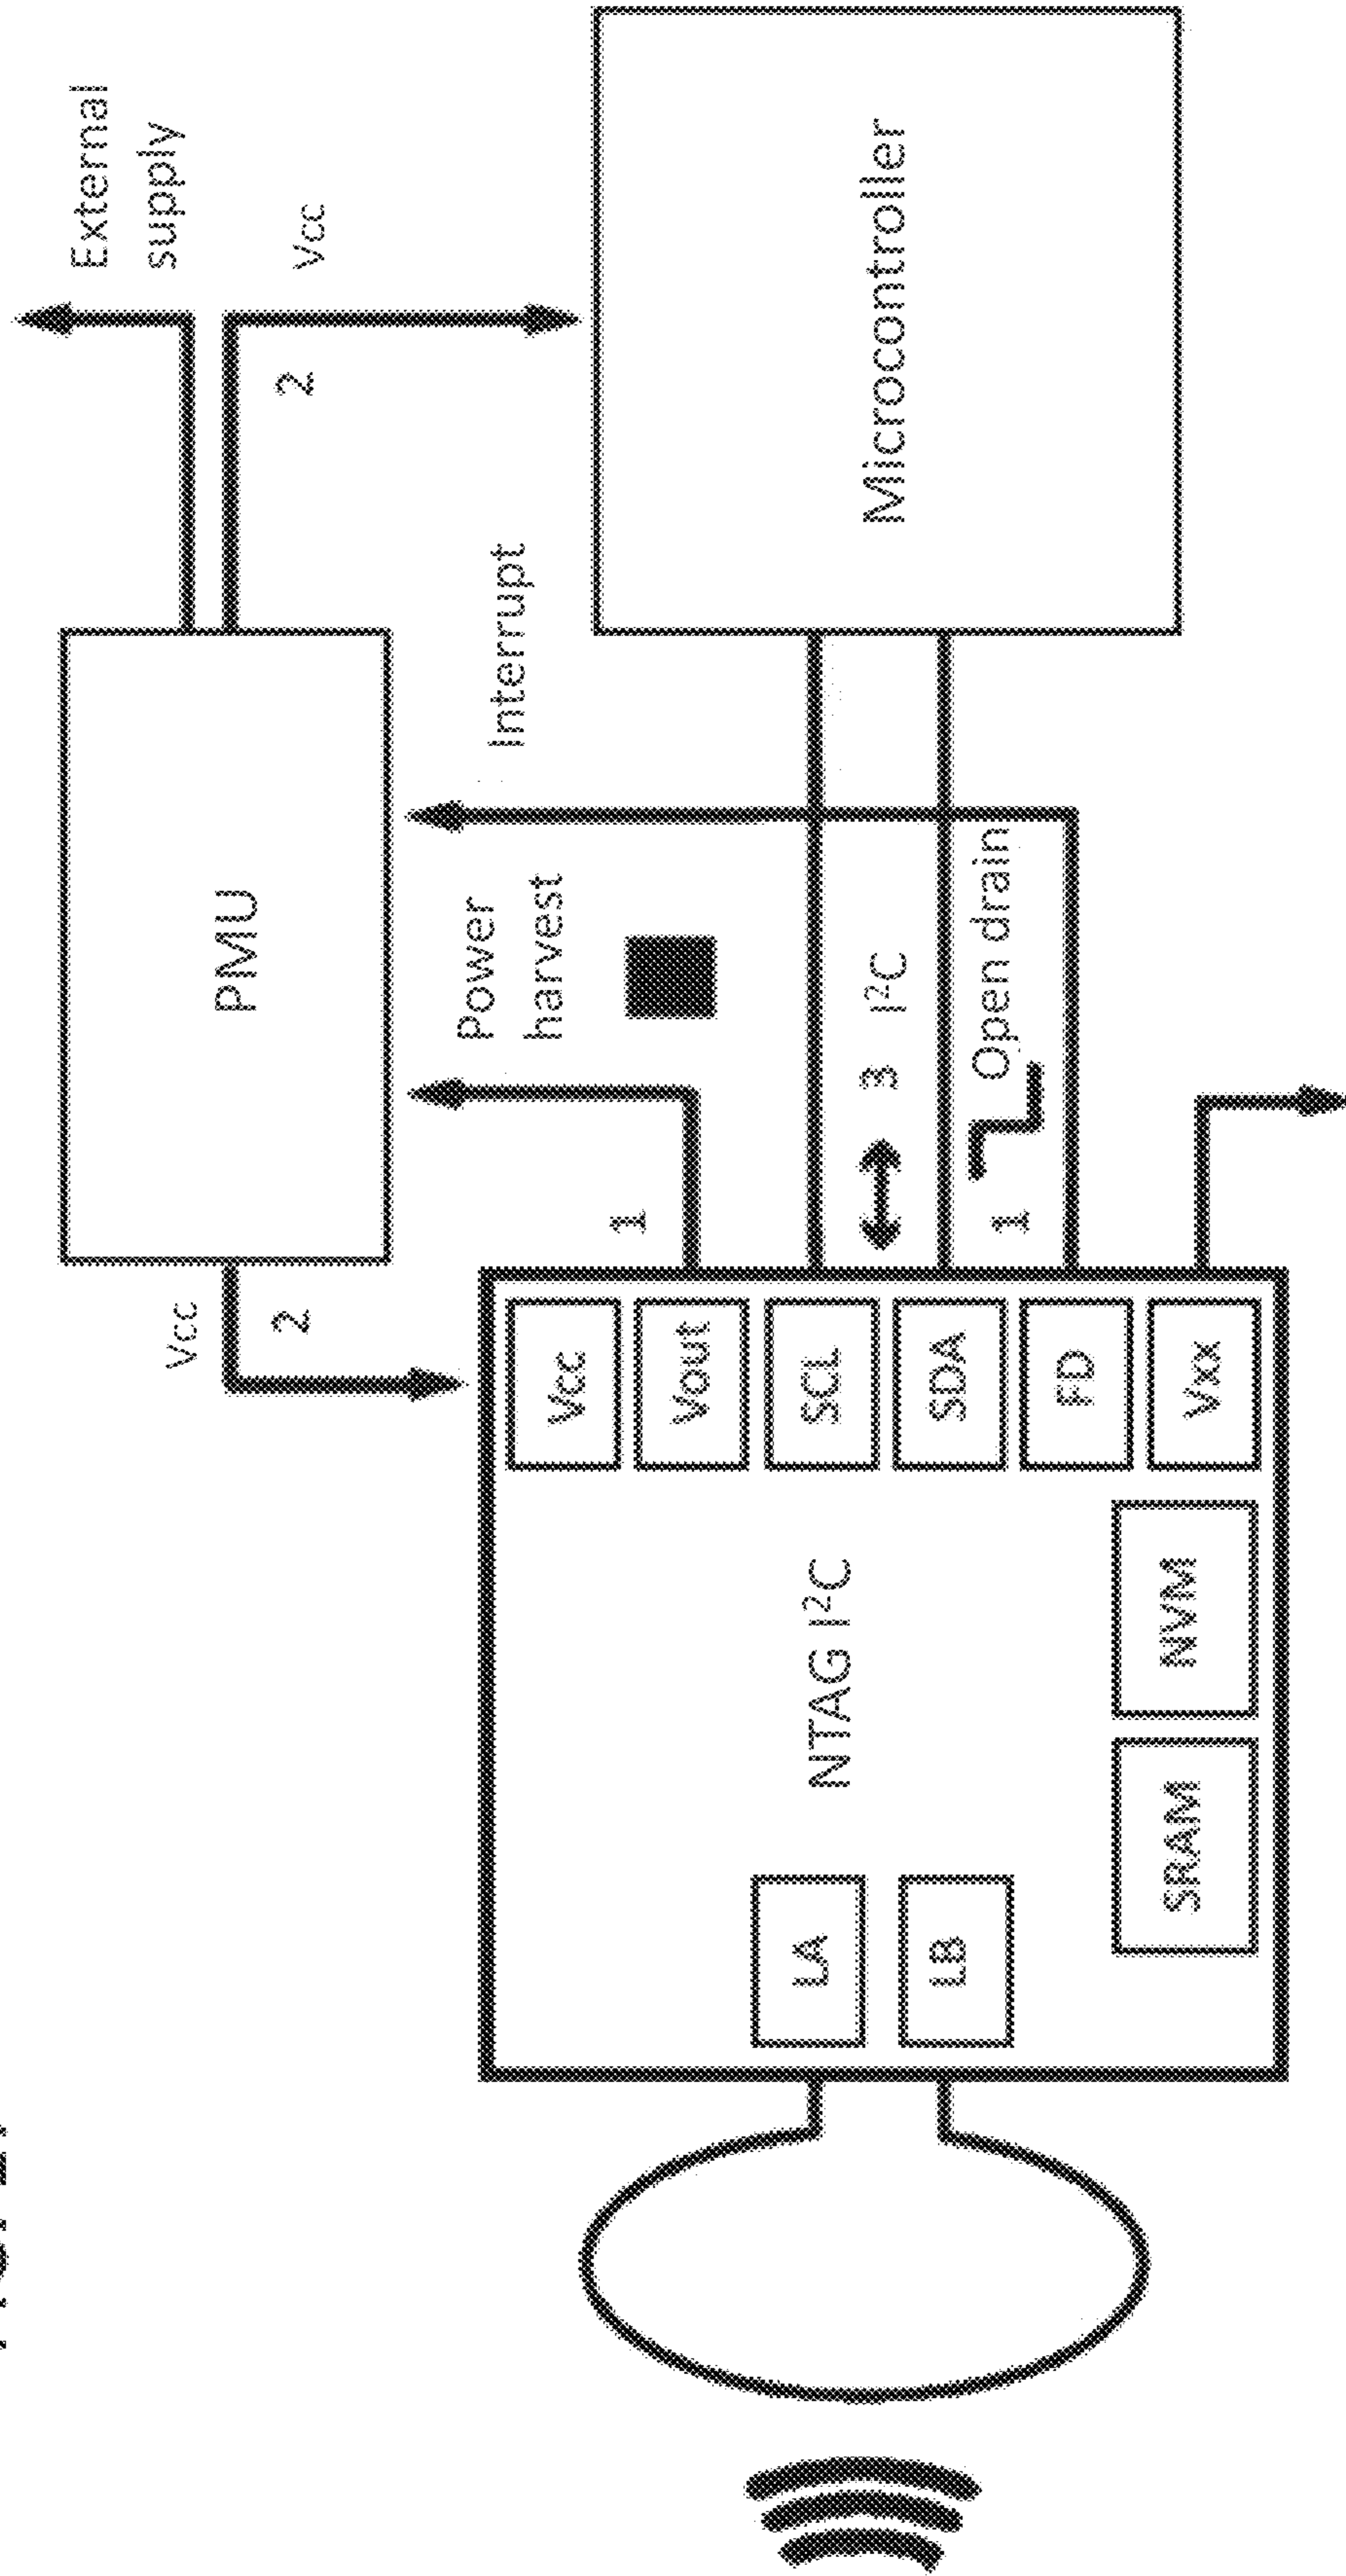 External
supply
Vcc
2
PMU
Vcc
2
Interrupt
Power
harvest
1
Microcontroller
3 I²C
Open drain
1
Vcc
Vout
SCL
SDA
FD
Vxx
NTAG I²C
LA
LB
SRAM
NVM